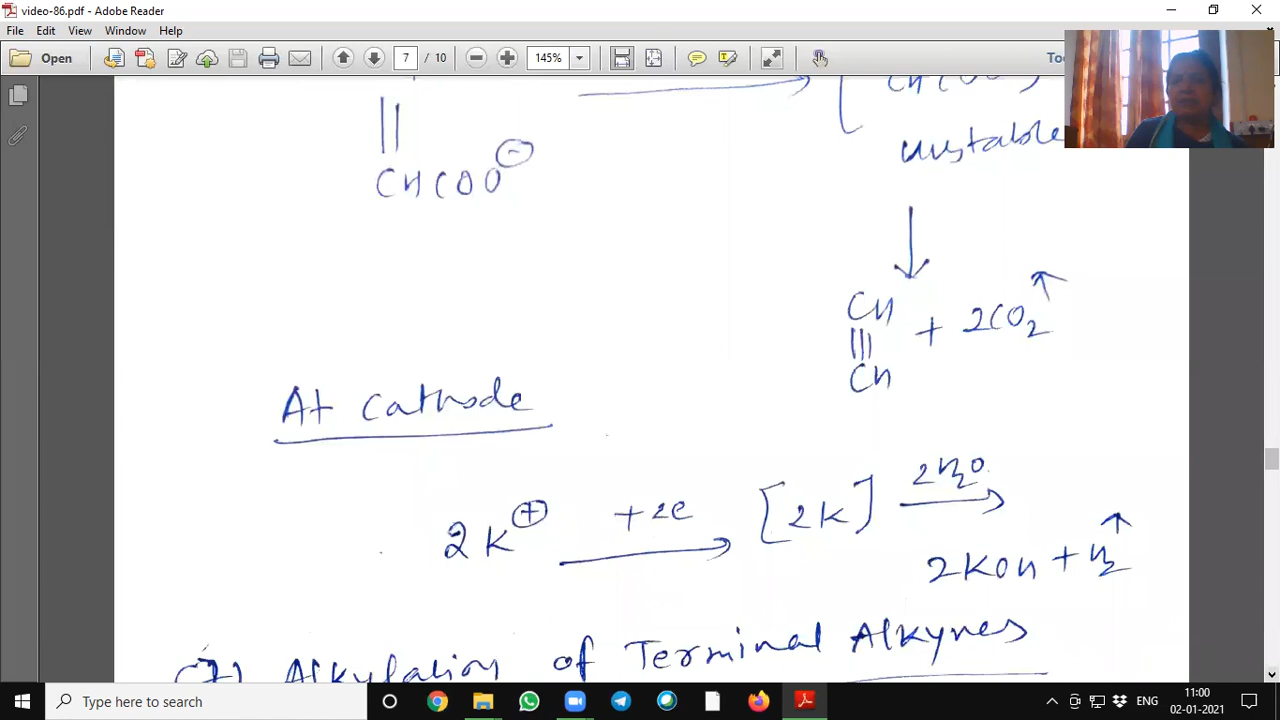 video-86.pdf - Adobe Reader
File Edit View Window Help
Open 7 / 10 145%
CHCOO⊖
unstable
CH
||| + 2CO2 ↑
CH
At Cathode
2K⊕ +2e → [2K] 2H2O →
2KOH + H2 ↑
(7) Alkylation of Terminal Alkynes
Type here to search
ENG
11:00
02-01-2021